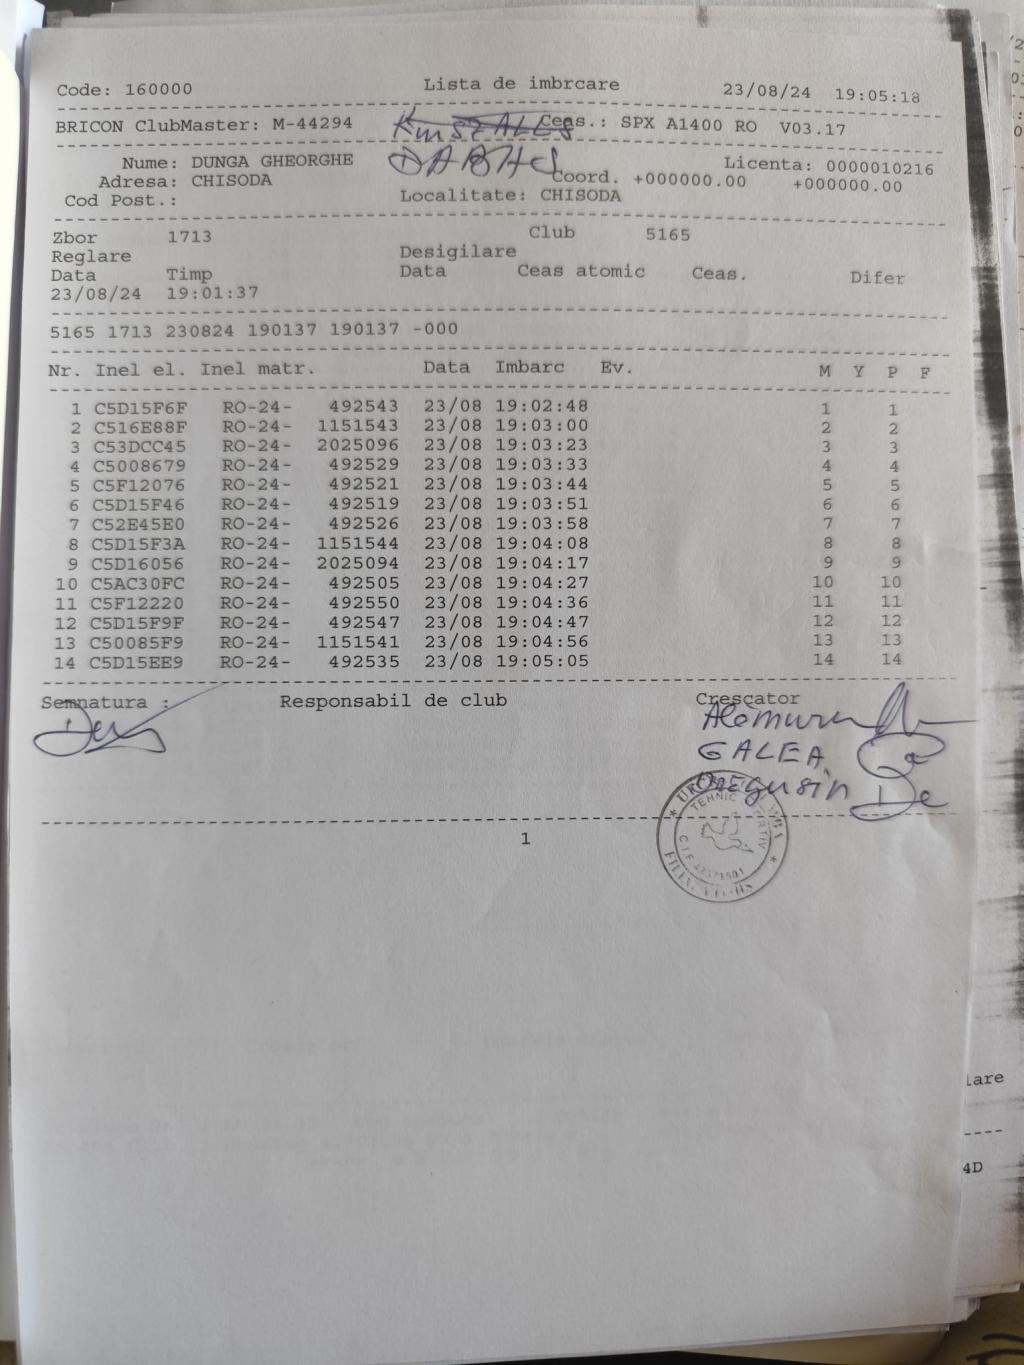 Code: 160000 Lista de imbrcare 23/08/24 19:05:18
BRICON ClubMaster: M-44294 Ceas.: SPX A1400 RO V03.17
Nume: DUNGA GHEORGHE Licenta: 0000010216
Adresa: CHISODA Coord. +000000.00 +000000.00
Cod Post.: Localitate: CHISODA
Zbor 1713 Club 5165
Reglare Desigilare
Data Timp Data Ceas atomic Ceas. Difer
23/08/24 19:01:37
5165 1713 230824 190137 190137 -000
Nr. Inel el. Inel matr. Data Imbarc Ev. M Y P F
1 C5D15F6F RO-24- 492543 23/08 19:02:48 1 1
2 C516E88F RO-24- 1151543 23/08 19:03:00 2 2
3 C53DCC45 RO-24- 2025096 23/08 19:03:23 3 3
4 C5008679 RO-24- 492529 23/08 19:03:33 4 4
5 C5F12076 RO-24- 492521 23/08 19:03:44 5 5
6 C5D15F46 RO-24- 492519 23/08 19:03:51 6 6
7 C52E45E0 RO-24- 492526 23/08 19:03:58 7 7
8 C5D15F3A RO-24- 1151544 23/08 19:04:08 8 8
9 C5D16056 RO-24- 2025094 23/08 19:04:17 9 9
10 C5AC30FC RO-24- 492505 23/08 19:04:27 10 10
11 C5F12220 RO-24- 492550 23/08 19:04:36 11 11
12 C5D15F9F RO-24- 492547 23/08 19:04:47 12 12
13 C50085F9 RO-24- 1151541 23/08 19:04:56 13 13
14 C5D15EE9 RO-24- 492535 23/08 19:05:05 14 14
Semnatura : Responsabil de club Crescator
GALEA
TEHNIC
1
lare
4D